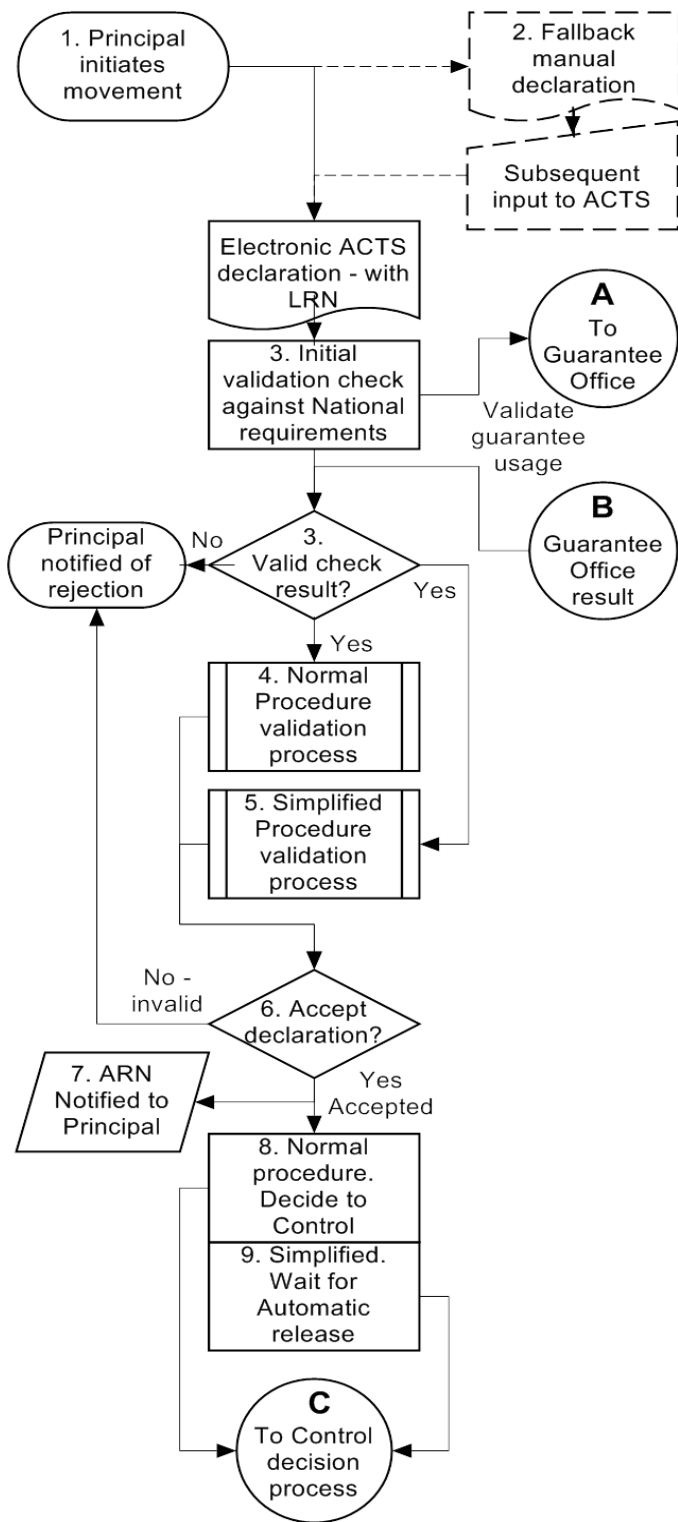 1. Principal
initiates
movement
2. Fallback
manual
declaration
Subsequent
input to ACTS
Electronic ACTS
declaration - with
LRN
A
To
Guarantee
Office
3. Initial
validation check
against National
requirements
Validate
guarantee
usage
B
Guarantee
Office
result
Principal
notified of
rejection
No
3.
Valid check
result?
Yes
Yes
4. Normal
Procedure
validation
process
5. Simplified
Procedure
validation
process
No -
invalid
6. Accept
declaration?
7. ARN
Notified to
Principal
Yes
Accepted
8. Normal
procedure.
Decide to
Control
9. Simplified.
Wait for
Automatic
release
C
To Control
decision
process